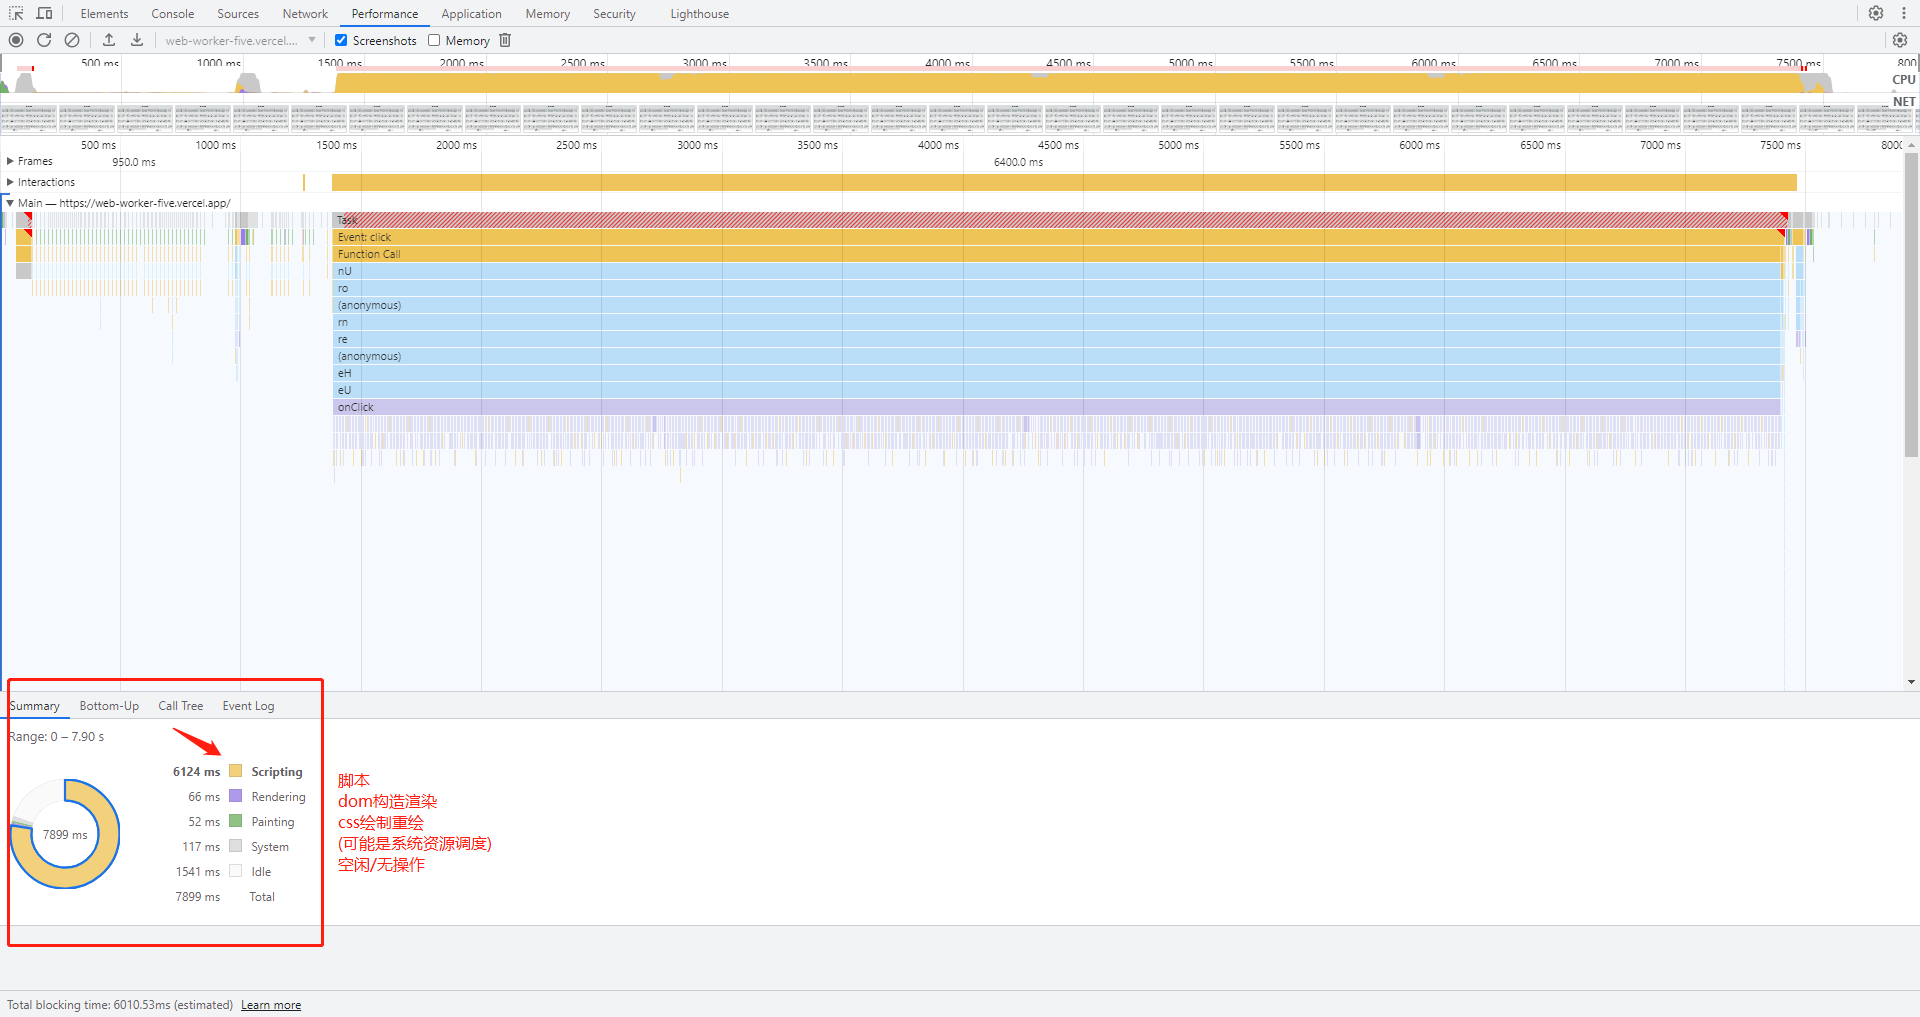 Elements Console Sources Network Performance Application Memory Security Lighthouse
web-worker-five.vercel.... Screenshots Memory
500 ms 1000 ms 1500 ms 2000 ms 2500 ms 3000 ms 3500 ms 4000 ms 4500 ms 5000 ms 5500 ms 6000 ms 6500 ms 7000 ms 7500 ms 800
CPU
NET
500 ms 1000 ms 1500 ms 2000 ms 2500 ms 3000 ms 3500 ms 4000 ms 4500 ms 5000 ms 5500 ms 6000 ms 6500 ms 7000 ms 7500 ms 8000
Frames 950.0 ms 6400.0 ms
Interactions
Main — https://web-worker-five.vercel.app/
Task
Event: click
Function Call
nU
ro
(anonymous)
rn
re
(anonymous)
eH
eU
onClick
Summary Bottom-Up Call Tree Event Log
Range: 0 – 7.90 s
6124 ms Scripting
66 ms Rendering
52 ms Painting
117 ms System
1541 ms Idle
7899 ms Total
7899 ms
脚本
dom构造渲染
css绘制重绘
(可能是系统资源调度)
空闲/无操作
Total blocking time: 6010.53ms (estimated) Learn more